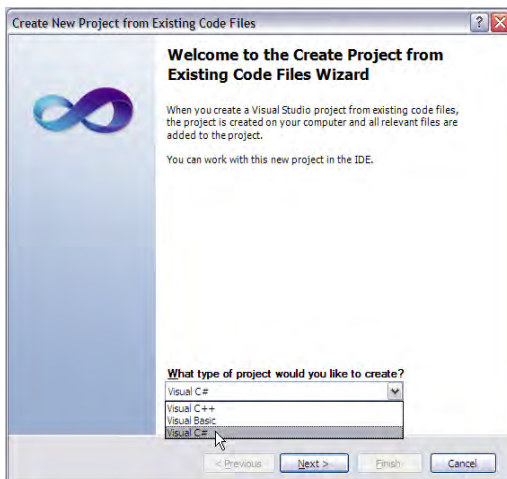 Create New Project from Existing Code Files
Welcome to the Create Project from
Existing Code Files Wizard
When you create a Visual Studio project from existing code files,
the project is created on your computer and all relevant files are
added to the project.
You can work with this new project in the IDE.
What type of project would you like to create?
Visual C#
Visual C++
Visual Basic
Visual C#
< Previous Next > Finish Cancel